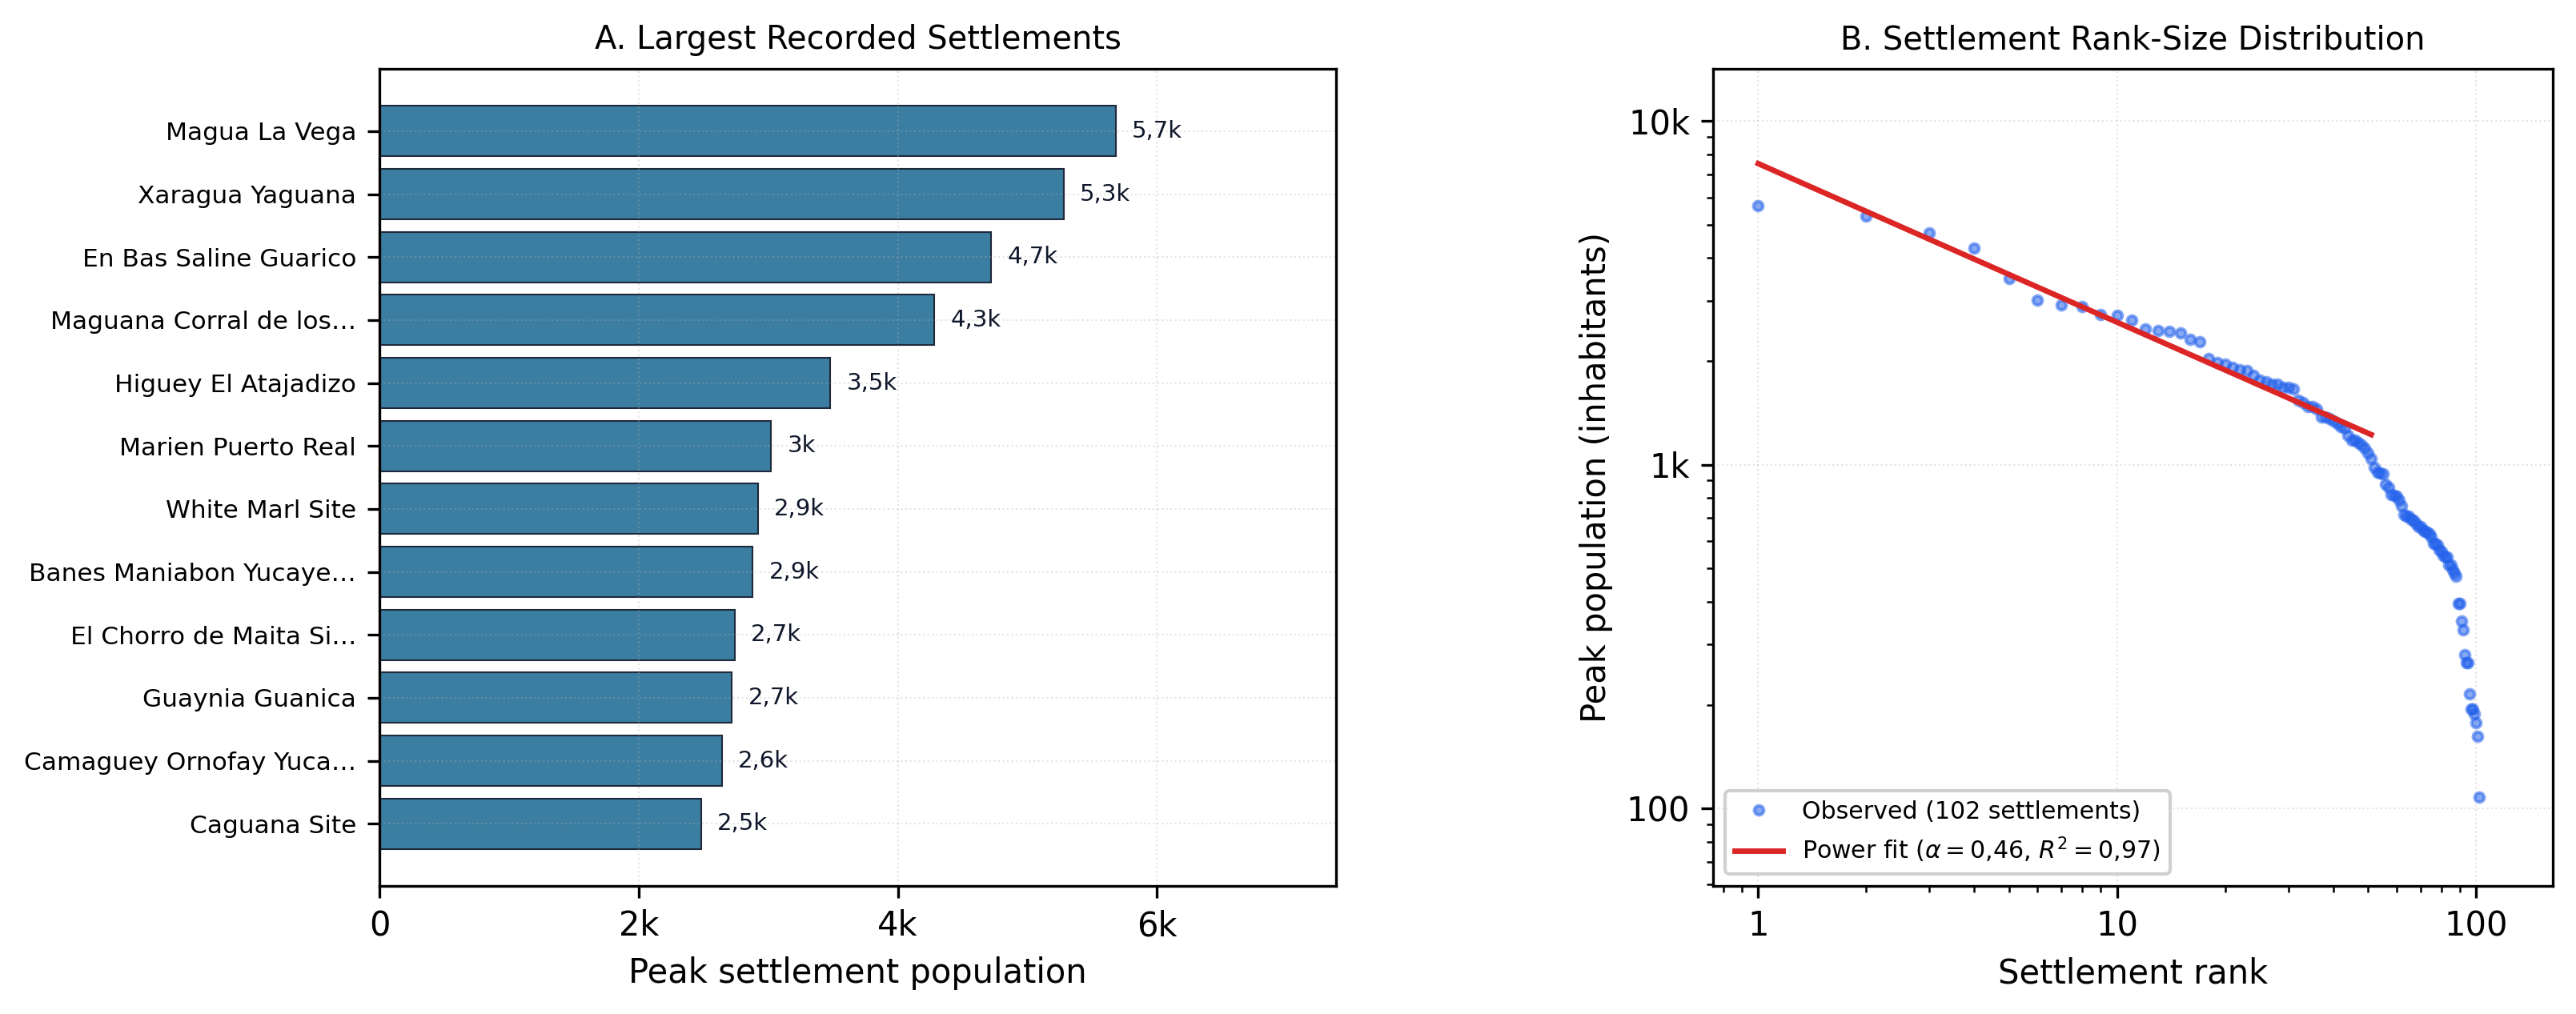 A. Largest Recorded Settlements
Magua La Vega
5,7k
Xaragua Yaguana
5,3k
En Bas Saline Guarico
4,7k
Maguana Corral de los...
4,3k
Higuey El Atajadizo
3,5k
Marien Puerto Real
3k
White Marl Site
2,9k
Banes Maniabon Yucaye...
2,9k
El Chorro de Maita Si...
2,7k
Guaynia Guanica
2,7k
Camaguey Ornofay Yuca...
2,6k
Caguana Site
2,5k
0 2k 4k 6k
Peak settlement population
B. Settlement Rank-Size Distribution
Peak population (inhabitants)
10k
1k
100
Observed (102 settlements)
Power fit (α = 0,46, R² = 0,97)
1 10 100
Settlement rank